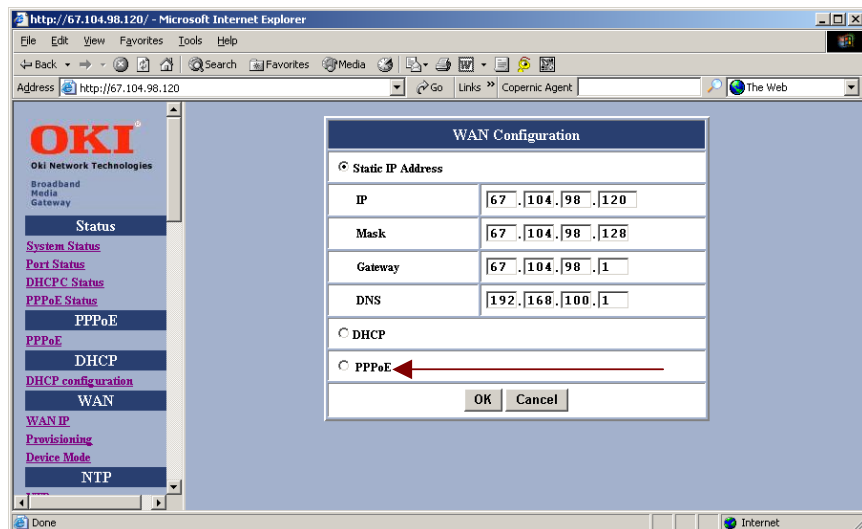 http://67.104.98.120/ - Microsoft Internet Explorer
File Edit View Favorites Tools Help
Back Search Favorites Media
Address http://67.104.98.120 Go Links » Copernic Agent The Web
OKI
Oki Network Technologies
Broadband
Media
Gateway
Status
System Status
Port Status
DHCPC Status
PPPoE Status
PPPoE
PPPoE
DHCP
DHCP configuration
WAN
WAN IP
Provisioning
Device Mode
NTP
WAN Configuration
Static IP Address
IP 67 . 104 . 98 . 120
Mask 67 . 104 . 98 . 128
Gateway 67 . 104 . 98 . 1
DNS 192 . 168 . 100 . 1
DHCP
PPPoE
OK Cancel
Done Internet